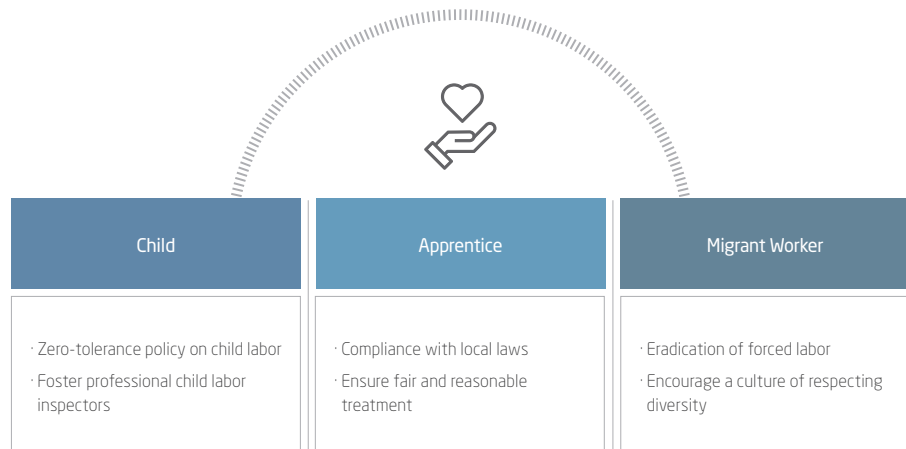 Child
Apprentice
Migrant Worker
· Zero-tolerance policy on child labor
· Foster professional child labor
inspectors
· Compliance with local laws
· Ensure fair and reasonable
treatment
· Eradication of forced labor
· Encourage a culture of respecting
diversity